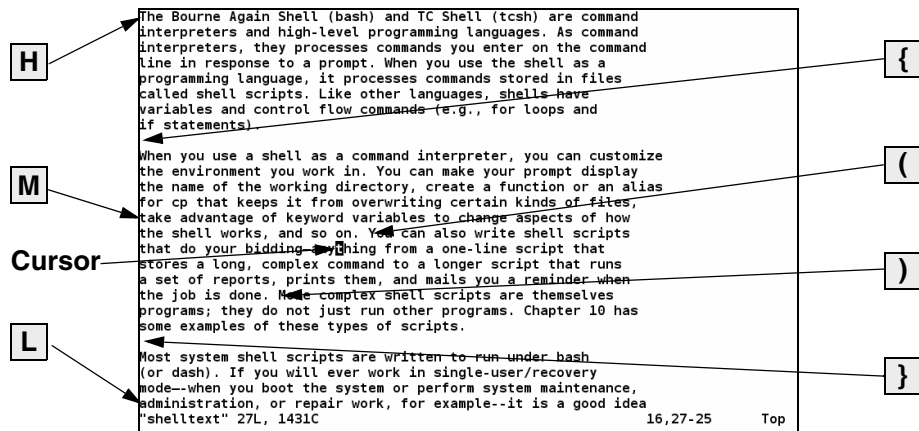 The Bourne Again Shell (bash) and TC Shell (tcsh) are command
interpreters and high-level programming languages. As command
H
interpreters, they processes commands you enter on the command
{
line in response to a prompt. When you use the shell as a
programming language, it processes commands stored in files
called shell scripts. Like other languages, shells have
variables and control flow commands (e.g., for loops and
if statements).
When you use a shell as a command interpreter, you can customize
the environment you work in. You can make your prompt display
(
M
the name of the working directory, create a function or an alias
for cp that keeps it from overwriting certain kinds of files,
take advantage of keyword variables to change aspects of how
the shell works, and so on. You can also write shell scripts
that do your bidding anything from a one-line script that
Cursor
stores a long, complex command to a longer script that runs
)
a set of reports, prints them, and mails you a reminder when
the job is done. More complex shell scripts are themselves
programs; they do not just run other programs. Chapter 10 has
some examples of these types of scripts.
L
Most system shell scripts are written to run under bash
(or dash). If you will ever work in single-user/recovery
}
mode—-when you boot the system or perform system maintenance,
administration, or repair work, for example--it is a good idea
"shelltext" 27L, 1431C 16,27-25 Top